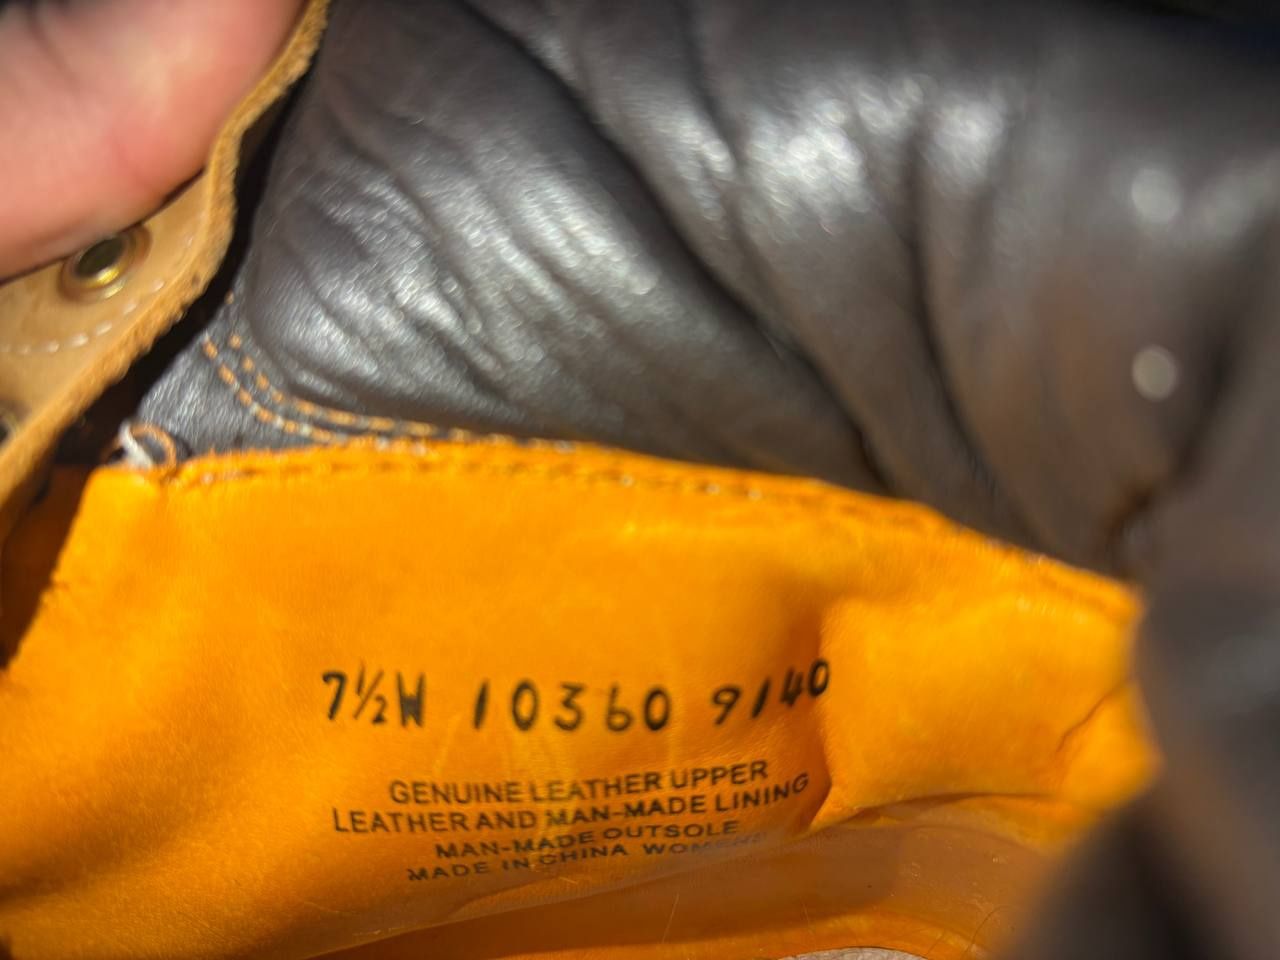 7½W 10360 9140
GENUINE LEATHER UPPER
LEATHER AND MAN-MADE LINING
MAN-MADE OUTSOLE
MADE IN CHINA WOMENS